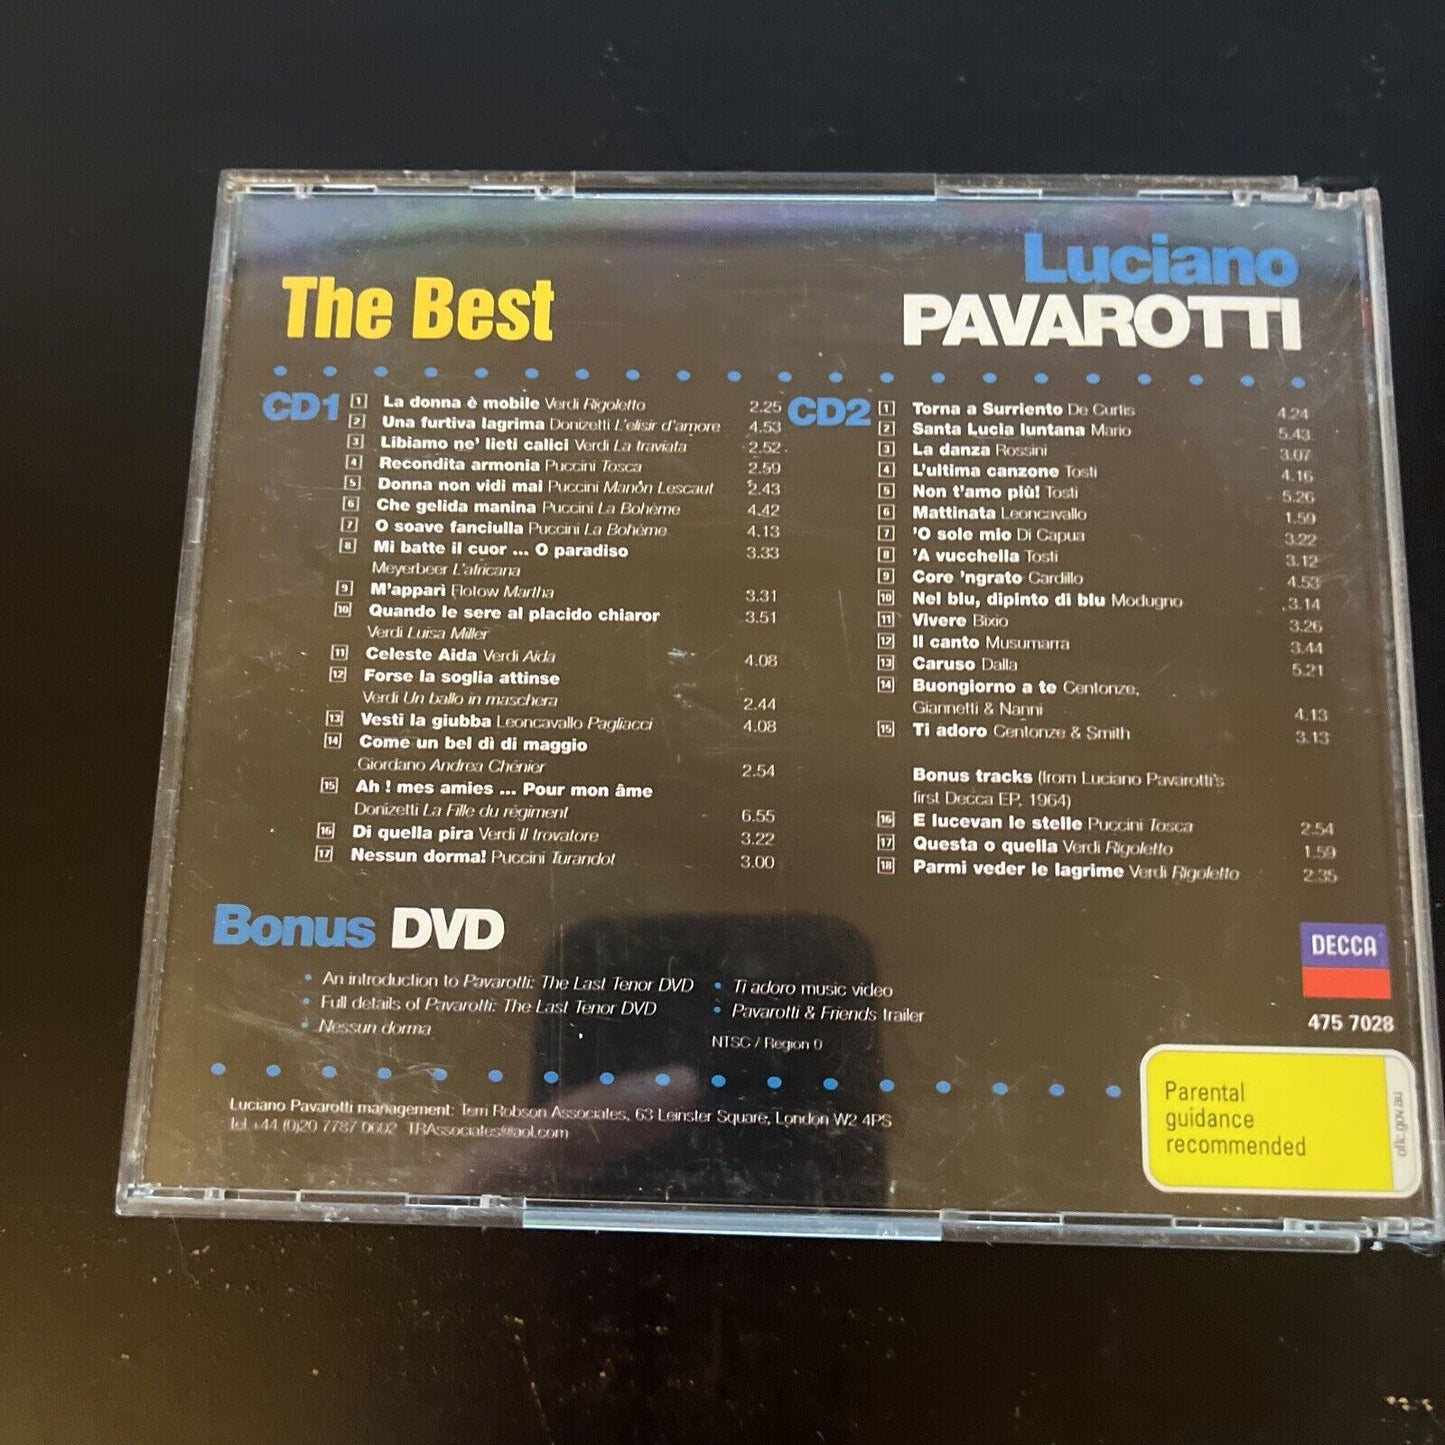 The Best
Luciano
PAVAROTTI
CD1
1 La donna è mobile Verdi Rigoletto 2.25
2 Una furtiva lagrima Donizetti L'elisir d'amore 4.53
3 Libiamo ne' lieti calici Verdi La traviata 2.52
4 Recondita armonia Puccini Tosca 2.59
5 Donna non vidi mai Puccini Manon Lescaut 2.43
6 Che gelida manina Puccini La Bohème 4.42
7 O soave fanciulla Puccini La Bohème 4.13
8 Mi batte il cuor ... O paradiso 3.33
Meyerbeer L'africana
9 M'apparì Flotow Martha 3.31
10 Quando le sere al placido chiaror 3.51
Verdi Luisa Miller
11 Celeste Aida Verdi Aida 4.08
12 Forse la soglia attinse
Verdi Un ballo in maschera 2.44
13 Vesti la giubba Leoncavallo Pagliacci 4.08
14 Come un bel dì di maggio
Giordano Andrea Chénier 2.54
15 Ah ! mes amies ... Pour mon âme
Donizetti La Fille du régiment 6.55
16 Di quella pira Verdi Il trovatore 3.22
17 Nessun dorma! Puccini Turandot 3.00
CD2
1 Torna a Surriento De Curtis 4.24
2 Santa Lucia luntana Mario 5.43
3 La danza Rossini 3.07
4 L'ultima canzone Tosti 4.16
5 Non t'amo più! Tosti 5.26
6 Mattinata Leoncavallo 1.59
7 'O sole mio Di Capua 3.22
8 'A vucchella Tosti 3.12
9 Core 'ngrato Cardillo 4.53
10 Nel blu, dipinto di blu Modugno 3.14
11 Vivere Bixio 3.26
12 Il canto Musumarra 3.44
13 Caruso Dalla 5.21
14 Buongiorno a te Centonze,
Giannetti & Nanni 4.13
15 Ti adoro Centonze & Smith 3.13
Bonus tracks (from Luciano Pavarotti's
first Decca EP, 1964)
16 E lucevan le stelle Puccini Tosca 2.54
17 Questa o quella Verdi Rigoletto 1.59
18 Parmi veder le lagrime Verdi Rigoletto 2.35
Bonus DVD
• An introduction to Pavarotti: The Last Tenor DVD
• Full details of Pavarotti: The Last Tenor DVD
• Nessun dorma
• Ti adoro music video
• Pavarotti & Friends trailer
NTSC / Region 0
DECCA
475 7028
Luciano Pavarotti management: Terri Robson Associates, 63 Leinster Square, London W2 4PS
tel +44 (0)20 7787 0602 TRAssociates@aol.com
Parental
guidance
recommended
oflc.gov.au